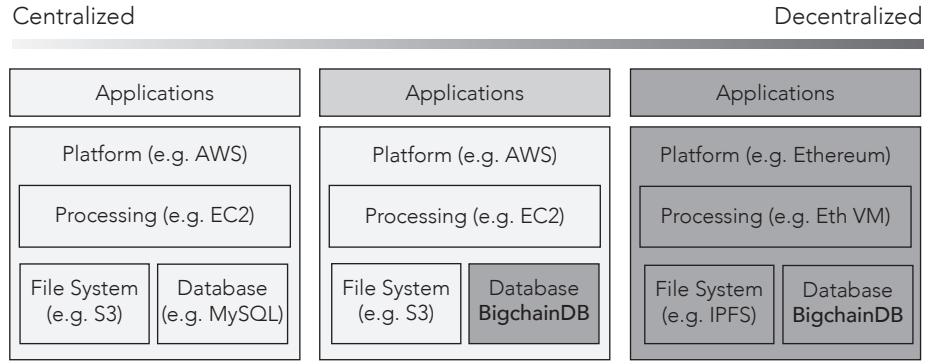 Centralized Decentralized
Applications
Platform (e.g. AWS)
Processing (e.g. EC2)
File System
(e.g. S3)
Database
(e.g. MySQL)
Applications
Platform (e.g. AWS)
Processing (e.g. EC2)
File System
(e.g. S3)
Database
BigchainDB
Applications
Platform (e.g. Ethereum)
Processing (e.g. Eth VM)
File System
(e.g. IPFS)
Database
BigchainDB